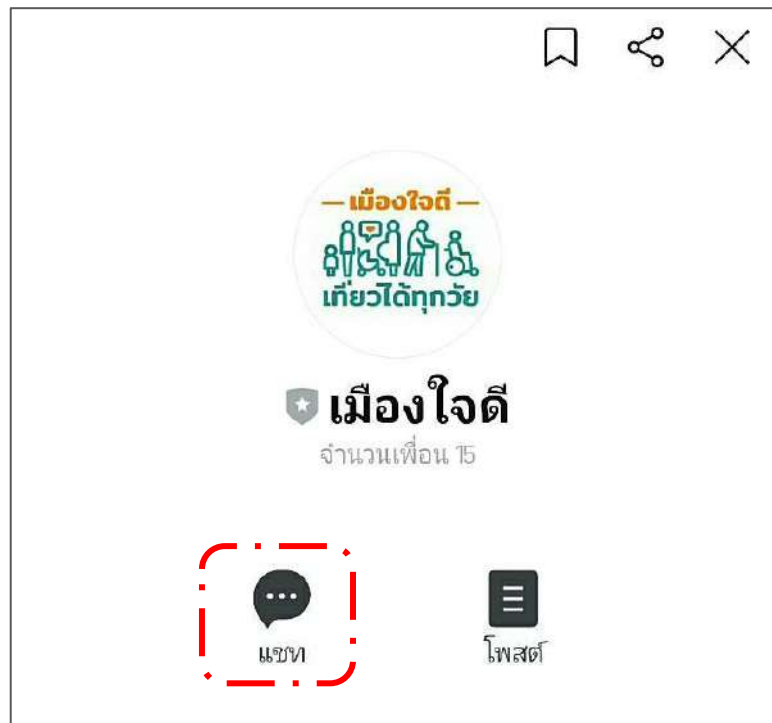 เมืองใจดี
เที่ยวได้ทุกวัย
เมืองใจดี
จำนวนเพื่อน 15
แชท
โพสต์